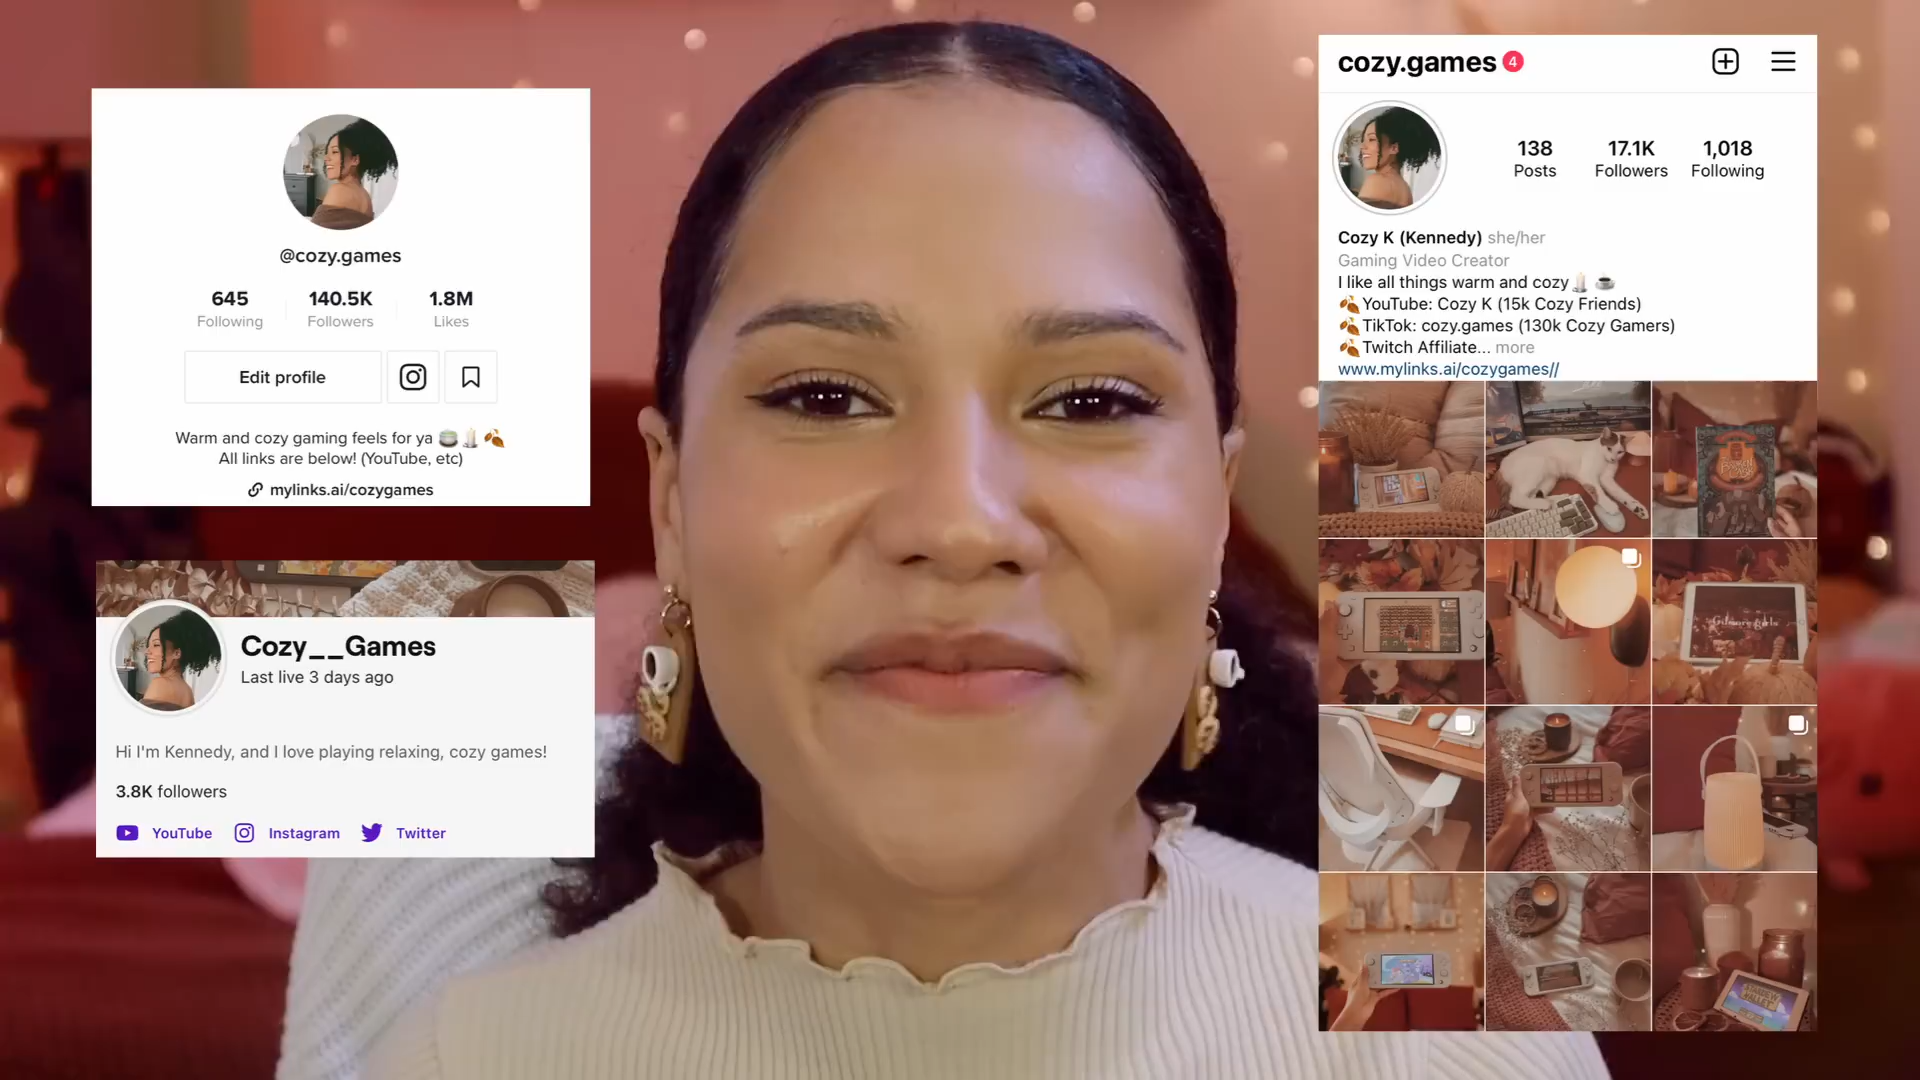 @cozy.games
645 140.5K 1.8M
Following Followers Likes
Edit profile
Warm and cozy gaming feels for ya 🍵🕯️🍂
All links are below! (YouTube, etc)
mylinks.ai/cozygames
Cozy__Games
Last live 3 days ago
Hi I'm Kennedy, and I love playing relaxing, cozy games!
3.8K followers
YouTube Instagram Twitter
cozy.games 4
138 17.1K 1,018
Posts Followers Following
Cozy K (Kennedy) she/her
Gaming Video Creator
I like all things warm and cozy🕯️☕
🍂YouTube: Cozy K (15k Cozy Friends)
🍂TikTok: cozy.games (130k Cozy Gamers)
🍂Twitch Affiliate... more
www.mylinks.ai/cozygames//
Gilmore girls